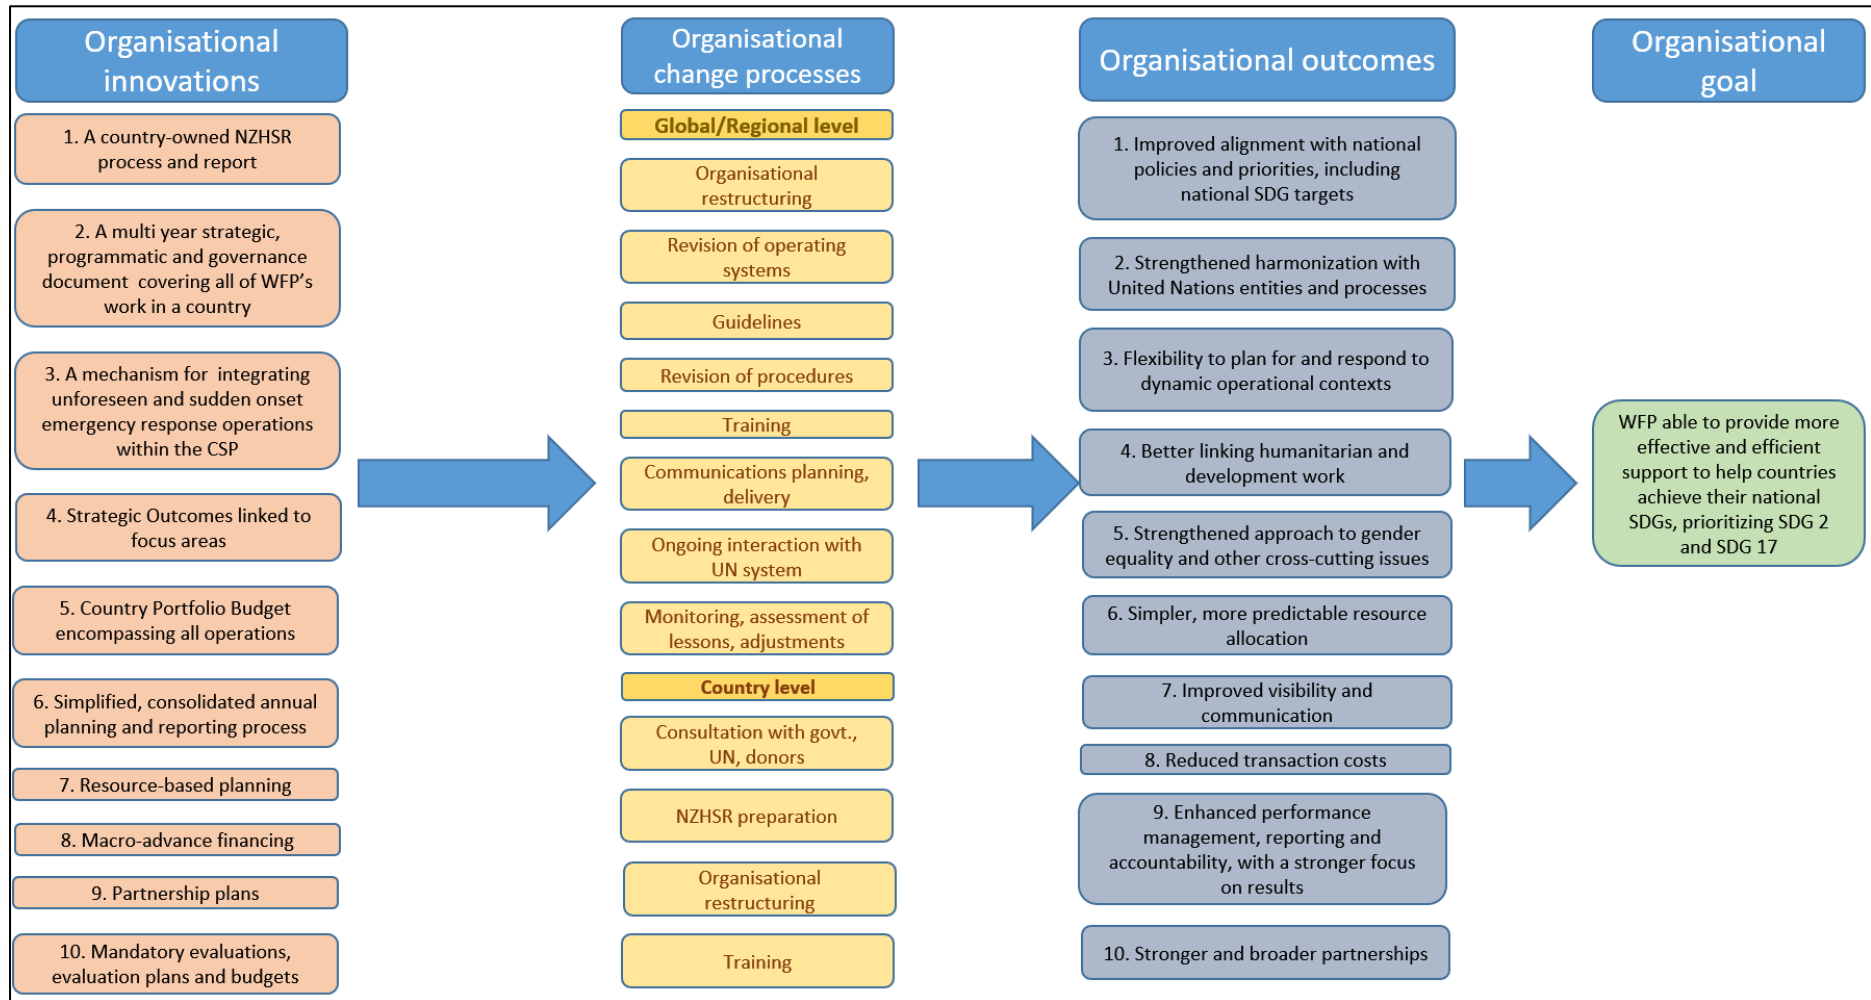 Organisational
innovations
1. A country-owned NZHSR
process and report
2. A multi year strategic,
programmatic and governance
document covering all of WFP's
work in a country
3. A mechanism for integrating
unforeseen and sudden onset
emergency response operations
within the CSP
4. Strategic Outcomes linked to
focus areas
5. Country Portfolio Budget
encompassing all operations
6. Simplified, consolidated annual
planning and reporting process
7. Resource-based planning
8. Macro-advance financing
9. Partnership plans
10. Mandatory evaluations,
evaluation plans and budgets
Organisational
change processes
Global/Regional level
Organisational
restructuring
Revision of operating
systems
Guidelines
Revision of procedures
Training
Communications planning,
delivery
Ongoing interaction with
UN system
Monitoring, assessment of
lessons, adjustments
Country level
Consultation with govt.,
UN, donors
NZHSR preparation
Organisational
restructuring
Training
Organisational outcomes
1. Improved alignment with national
policies and priorities, including
national SDG targets
2. Strengthened harmonization with
United Nations entities and processes
3. Flexibility to plan for and respond to
dynamic operational contexts
4. Better linking humanitarian and
development work
5. Strengthened approach to gender
equality and other cross-cutting issues
6. Simpler, more predictable resource
allocation
7. Improved visibility and
communication
8. Reduced transaction costs
9. Enhanced performance
management, reporting and
accountability, with a stronger focus
on results
10. Stronger and broader partnerships
Organisational
goal
WFP able to provide more
effective and efficient
support to help countries
achieve their national
SDGs, prioritizing SDG 2
and SDG 17